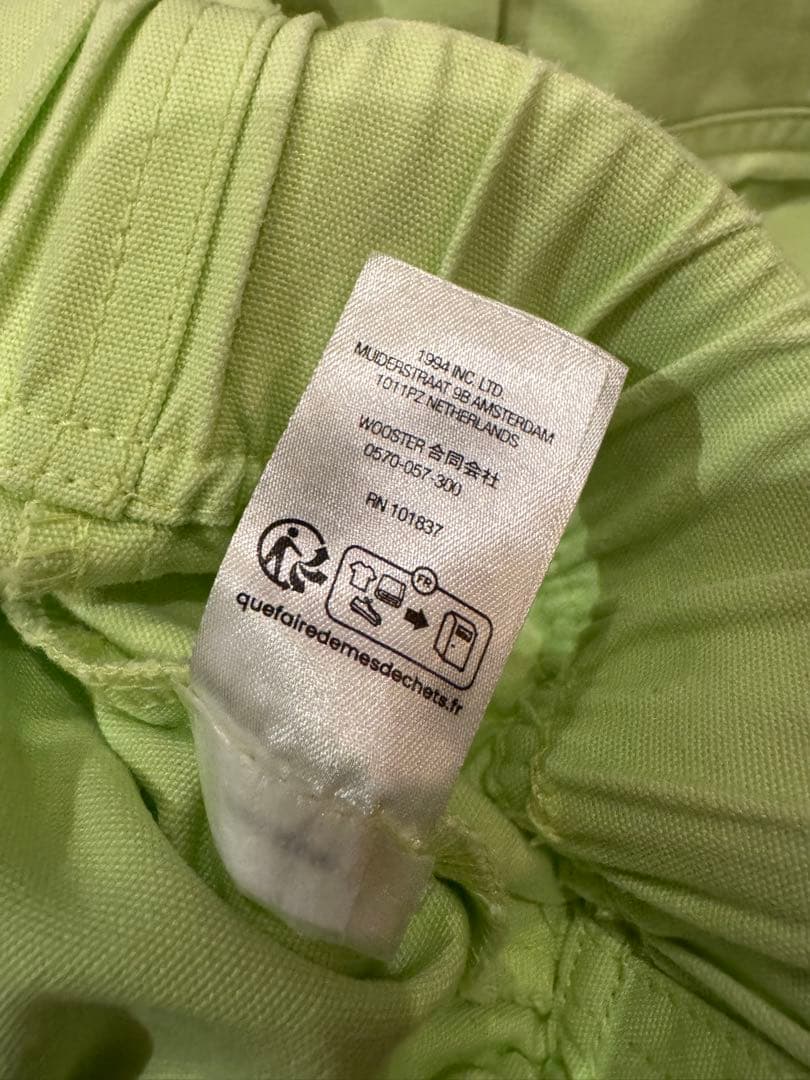 1994 INC LTD.
MUIDERSTRAAT 9B AMSTERDAM
1011PZ NETHERLANDS
WOOSTER 合同会社
0570-057-300
RN 101837
FR
quefairedemesdechets.fr